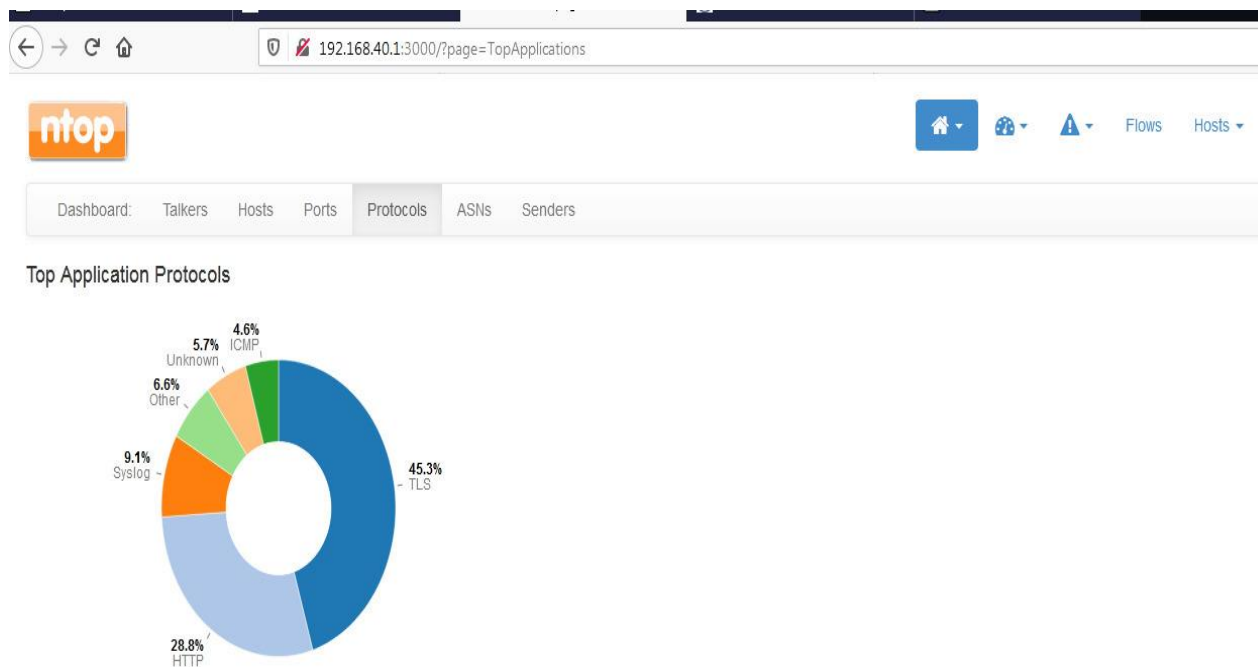 192.168.40.1:3000/?page=TopApplications
ntop
Flows Hosts
Dashboard: Talkers Hosts Ports Protocols ASNs Senders
Top Application Protocols
4.6%
ICMP
5.7%
Unknown
6.6%
Other
9.1%
Syslog
45.3%
TLS
28.8%
HTTP